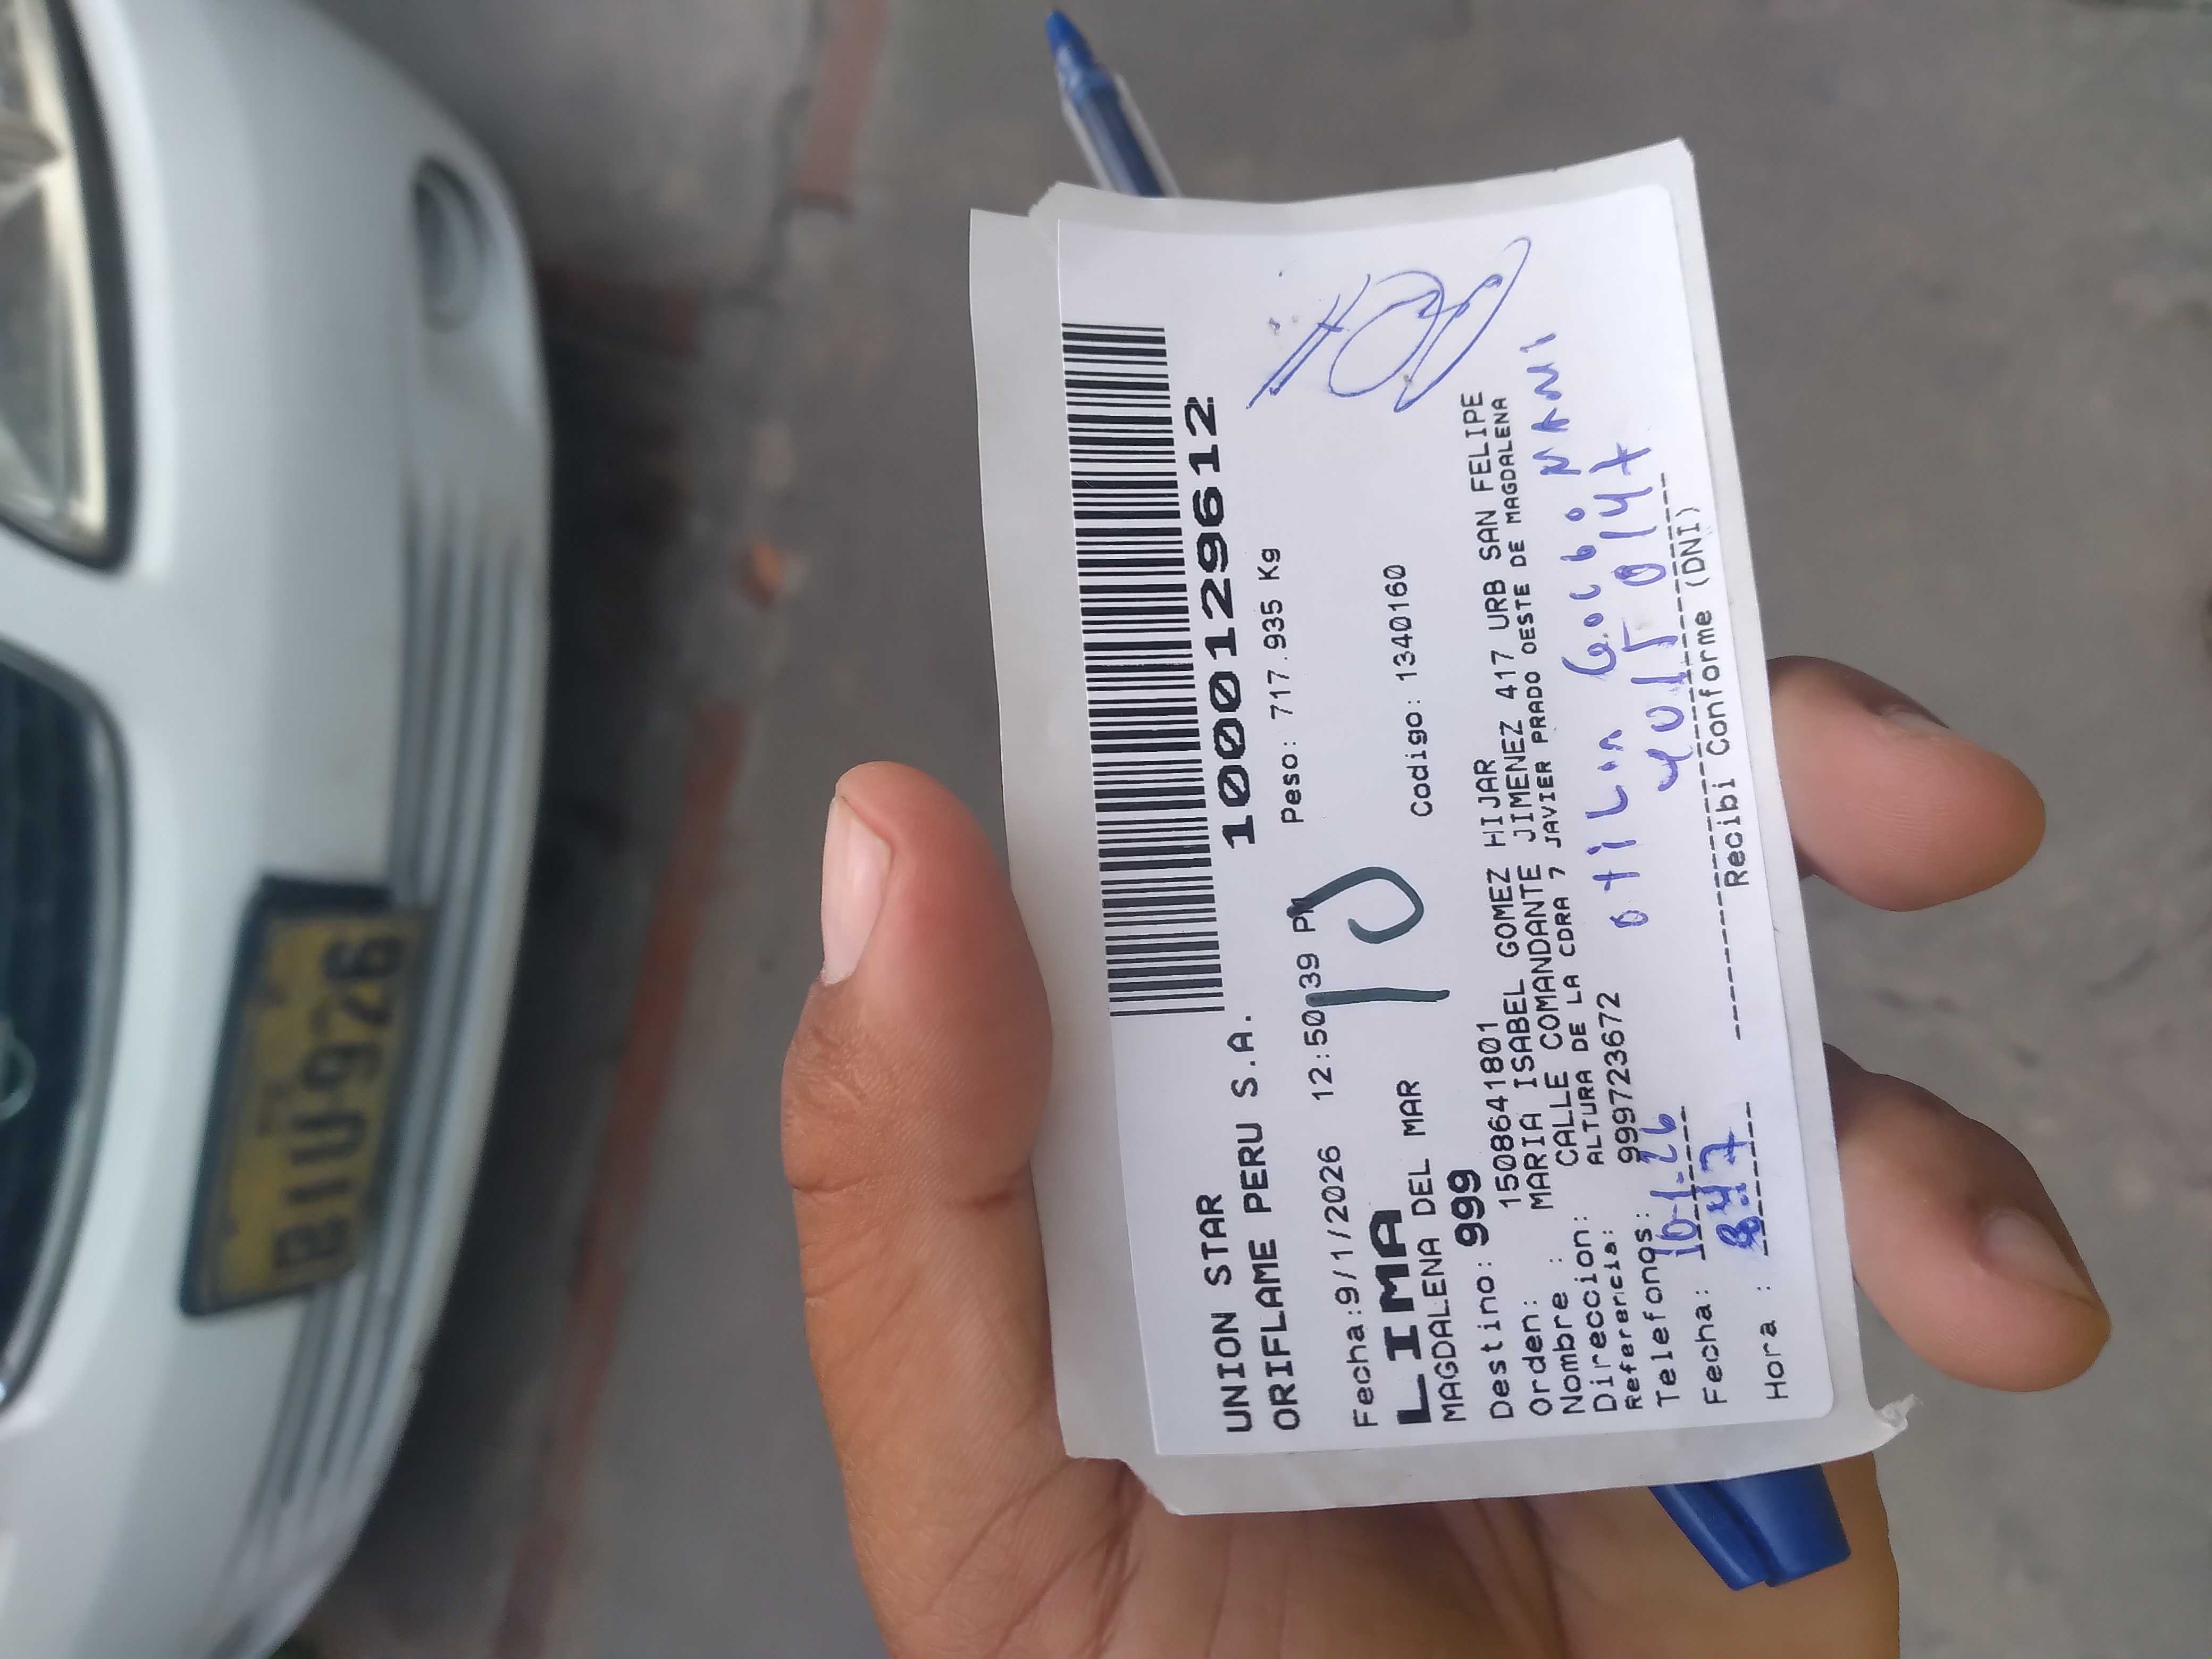 UNION STAR
ORIFLAME PERU S.A.
1000129612
Fecha:9/1/2026 12:50:39 PM Peso: 717.935 Kg
LIMA
10
MAGDALENA DEL MAR Codigo: 1340160
Destino: 999
Orden: 1508641801
Nombre : MARIA ISABEL GOMEZ HIJAR
Direccion: CALLE COMANDANTE JIMENEZ 417 URB SAN FELIPE
Referencia: ALTURA DE LA CDRA 7 JAVIER PRADO OESTE DE MAGDALENA
Telefonos: 999723672
otiLia
Fecha: 10-1-26
Hora : 8:47
Recibi Conforme (DNI)
BIU926